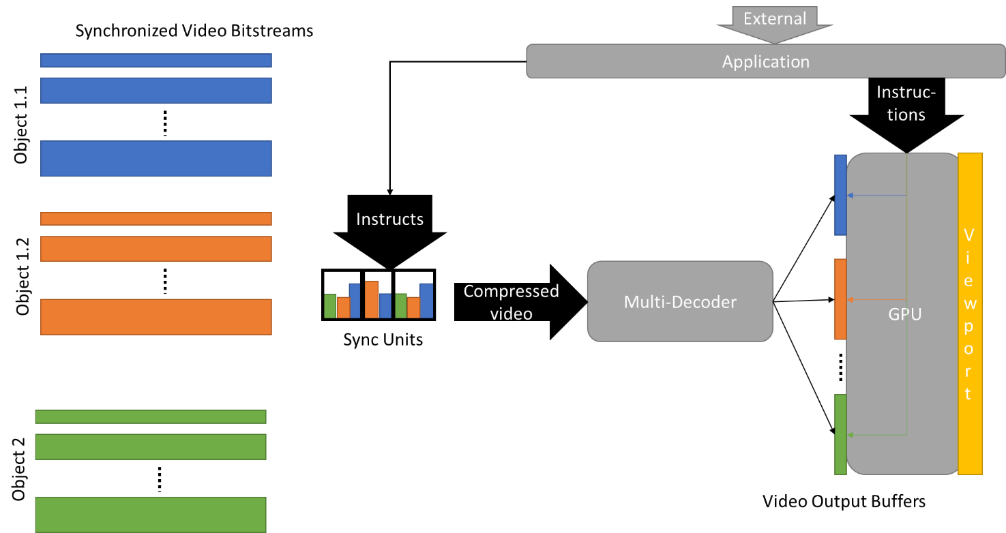 Synchronized Video Bitstreams
External
Application
Instruc-
tions
Object 1.1
Instructs
Object 1.2
Compressed
video
Multi-Decoder
GPU
Viewport
Sync Units
Object 2
Video Output Buffers